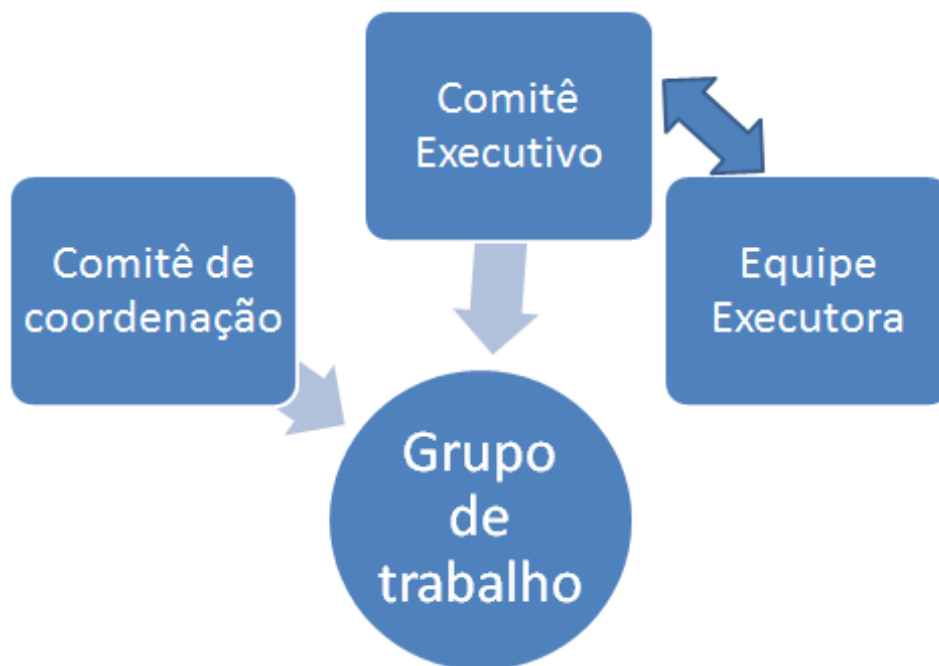 Comitê
Executivo
Comitê de
coordenação
Equipe
Executora
Grupo
de
trabalho